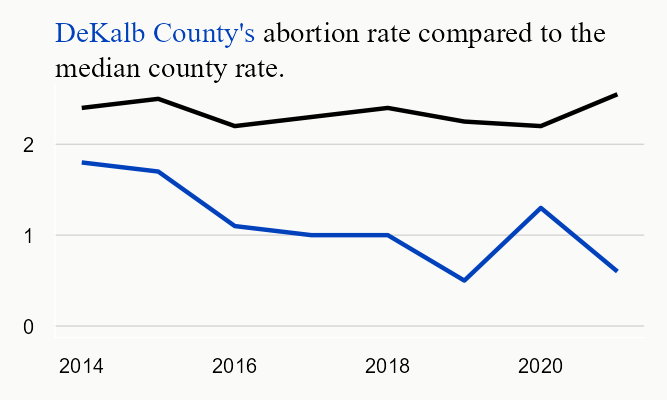 DeKalb County's abortion rate compared to the
median county rate.
2
1
0
2014 2016 2018 2020